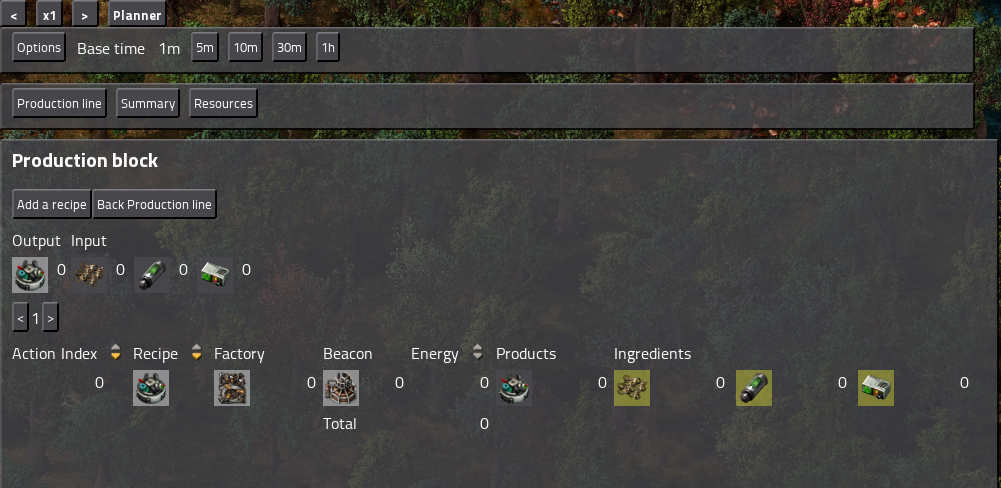 < x1 > Planner
Options Base time 1m 5m 10m 30m 1h
Production line Summary Resources
Production block
Add a recipe Back Production line
Output Input
0 0 0 0
< 1 >
Action Index Recipe Factory Beacon Energy Products Ingredients
0 0 0 0 0 0 0 0
Total 0